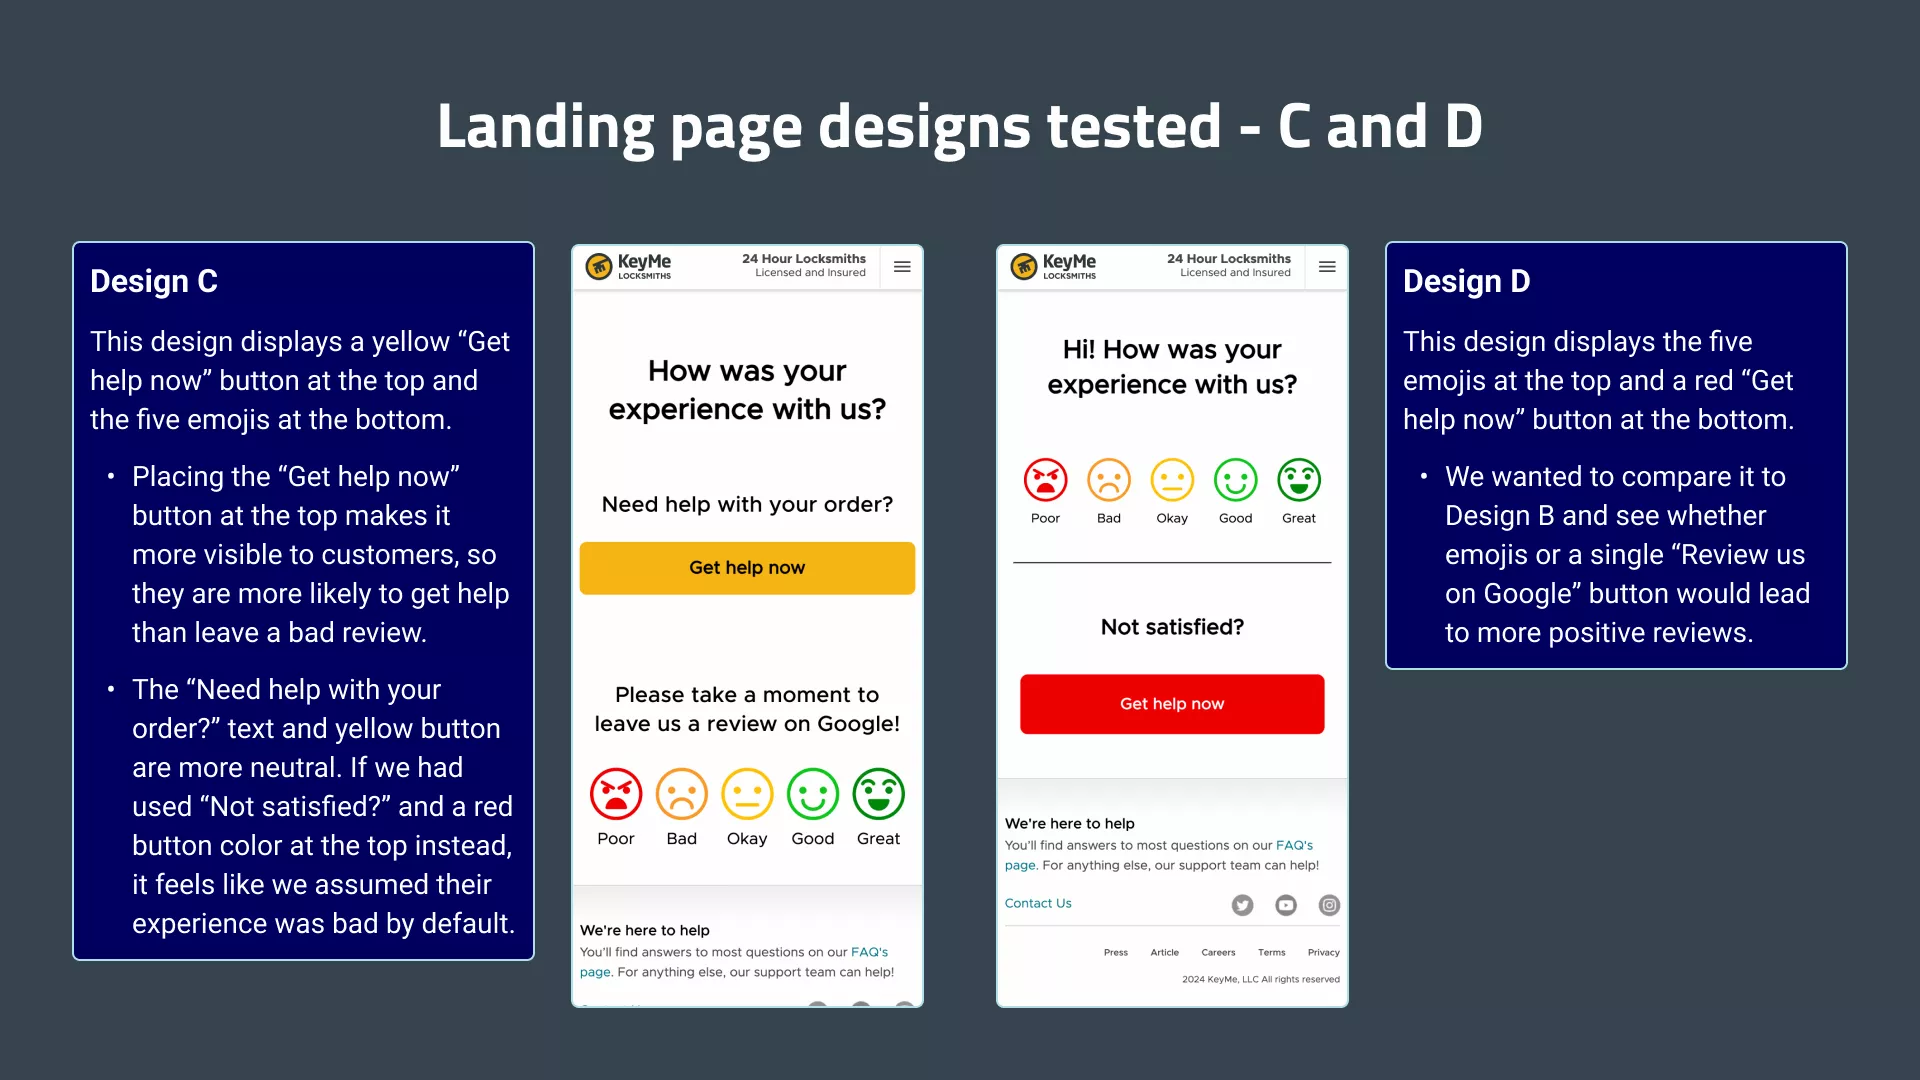 Landing page designs tested - C and D
Design C
This design displays a yellow “Get
help now” button at the top and
the five emojis at the bottom.
• Placing the “Get help now”
button at the top makes it
more visible to customers, so
they are more likely to get help
than leave a bad review.
• The “Need help with your
order?” text and yellow button
are more neutral. If we had
used “Not satisfied?” and a red
button color at the top instead,
it feels like we assumed their
experience was bad by default.
KeyMe
LOCKSMITHS
24 Hour Locksmiths
Licensed and Insured
How was your
experience with us?
Need help with your order?
Get help now
Please take a moment to
leave us a review on Google!
Poor Bad Okay Good Great
We're here to help
You'll find answers to most questions on our FAQ's
page. For anything else, our support team can help!
KeyMe
LOCKSMITHS
24 Hour Locksmiths
Licensed and Insured
Hi! How was your
experience with us?
Poor Bad Okay Good Great
Not satisfied?
Get help now
We're here to help
You'll find answers to most questions on our FAQ's
page. For anything else, our support team can help!
Contact Us
Press Article Careers Terms Privacy
2024 KeyMe, LLC All rights reserved
Design D
This design displays the five
emojis at the top and a red “Get
help now” button at the bottom.
• We wanted to compare it to
Design B and see whether
emojis or a single “Review us
on Google” button would lead
to more positive reviews.